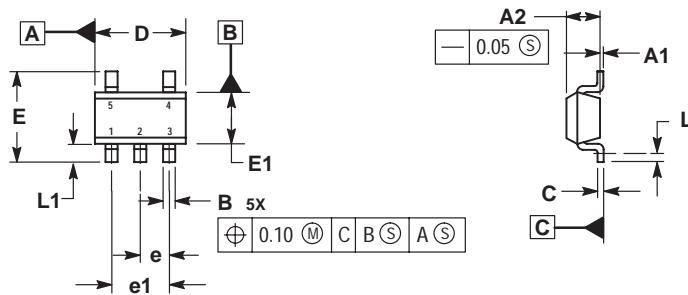 A D B
A2
— 0.05 Ⓢ
A1
5 4
E
1 2 3
L
L1
E1
B 5X
C
⌖ 0.10 Ⓜ C B Ⓢ A Ⓢ
C
e
e1